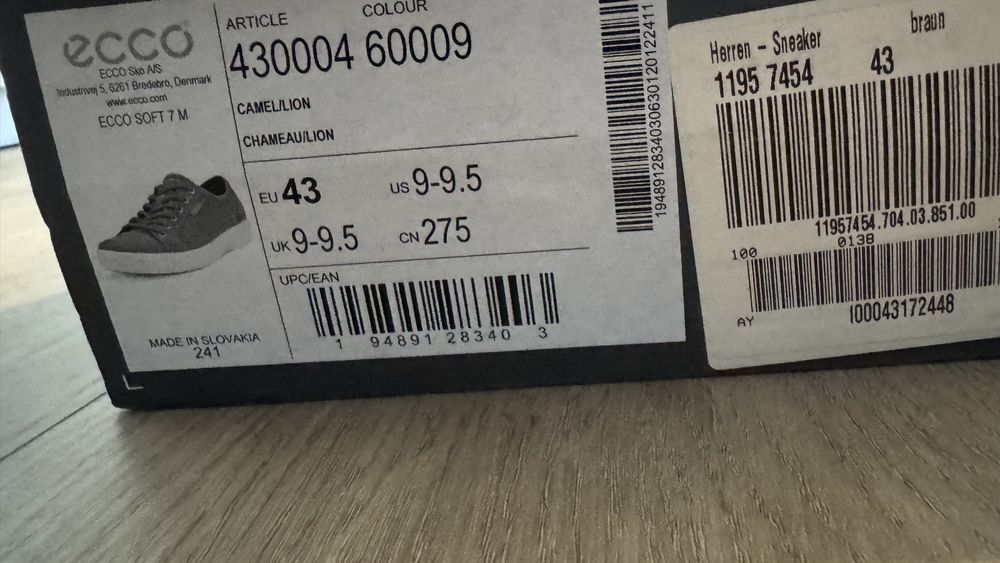 ecco
ECCO Sko A/S
Industrivej 5, 6261 Bredebro, Denmark
www.ecco.com
ECCO SOFT 7 M
MADE IN SLOVAKIA
241
ARTICLE COLOUR
430004 60009
CAMEL/LION
CHAMEAU/LION
EU 43 US 9-9.5
UK 9-9.5 CN 275
UPC/EAN
1 94891 28340 3
194891283403063012012241​1
Herren - Sneaker braun
1195 7454 43
11957454.704.03.851.00
0138
100
AY I00043172448